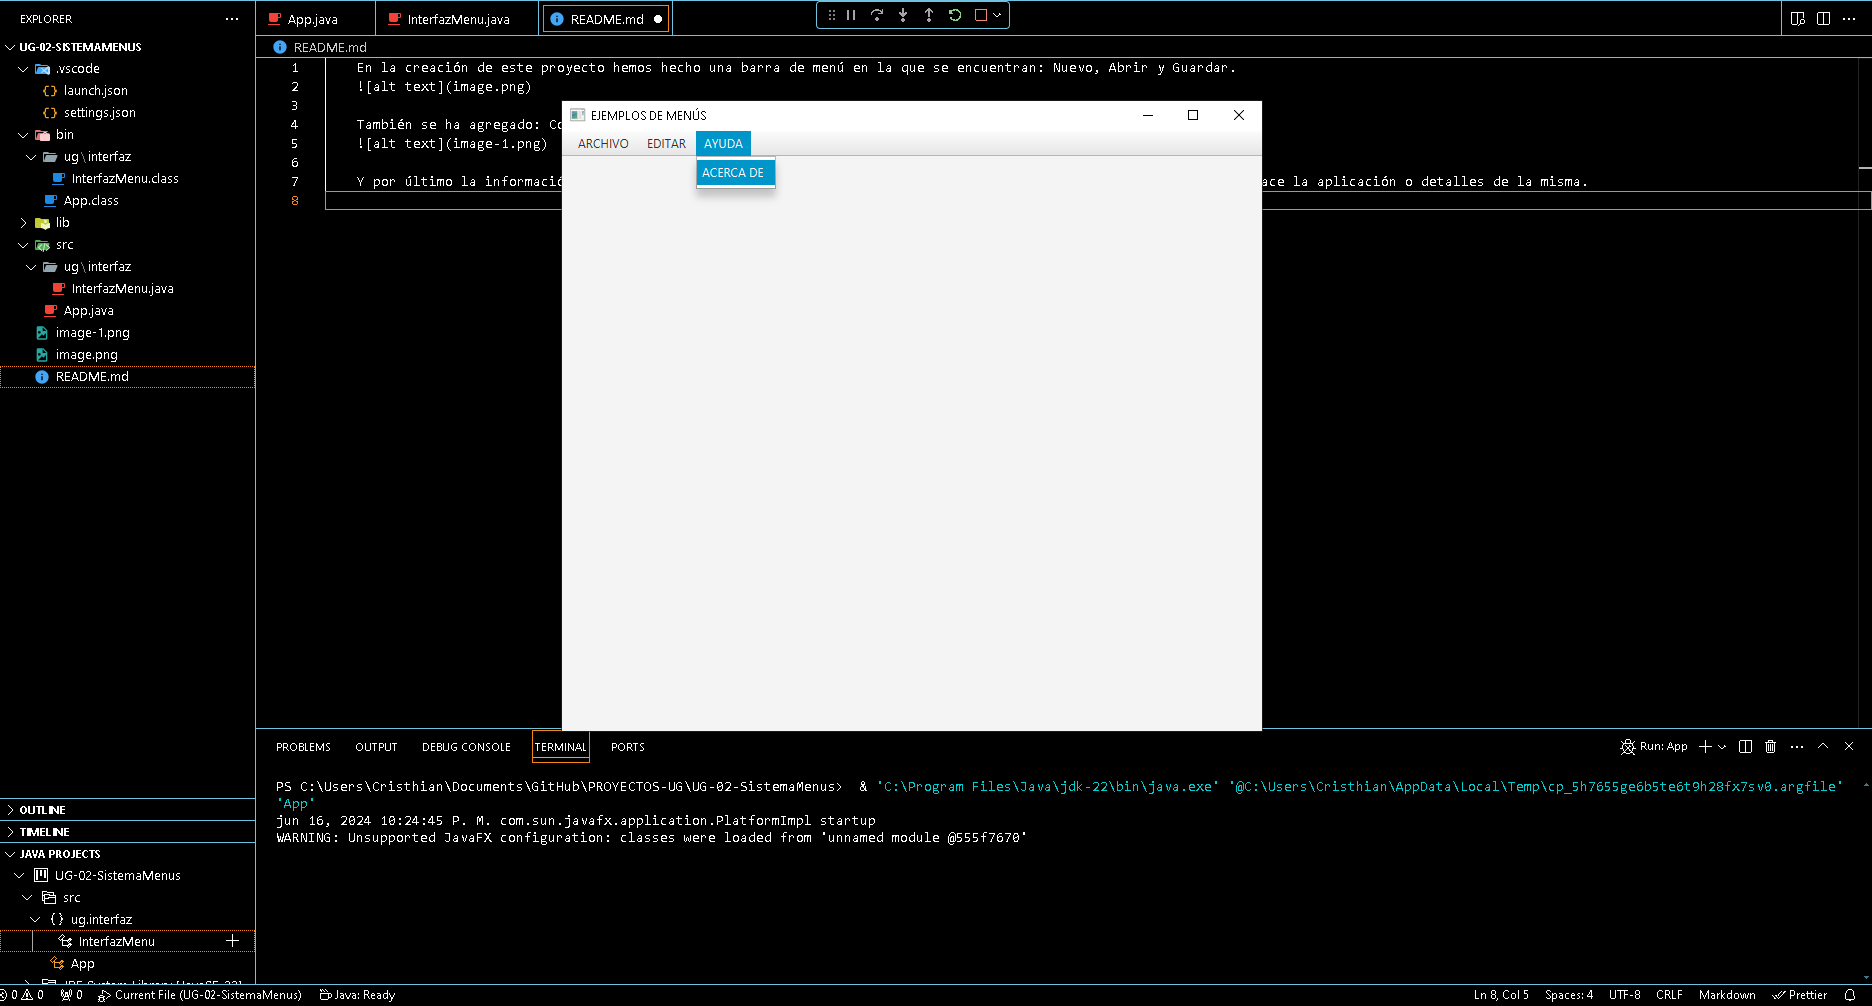 EXPLORER
UG-02-SISTEMAMENUS
.vscode
launch.json
settings.json
bin
ug\interfaz
InterfazMenu.class
App.class
lib
src
ug\interfaz
InterfazMenu.java
App.java
image-1.png
image.png
README.md
OUTLINE
TIMELINE
JAVA PROJECTS
UG-02-SistemaMenus
src
ug.interfaz
InterfazMenu
App
App.java InterfazMenu.java README.md
README.md
1 En la creación de este proyecto hemos hecho una barra de menú en la que se encuentran: Nuevo, Abrir y Guardar.
2 ![alt text](image.png)
3
4 También se ha agregado:
5 ![alt text](image-1.png)
6
7 Y por último la ace la aplicación o detalles de la misma.
8
EJEMPLOS DE MENÚS
ARCHIVO EDITAR AYUDA
ACERCA DE
PROBLEMS OUTPUT DEBUG CONSOLE TERMINAL PORTS
Run: App
PS C:\Users\Cristhian\Documents\GitHub\PROYECTOS-UG\UG-02-SistemaMenus> & 'C:\Program Files\Java\jdk-22\bin\java.exe' '@C:\Users\Cristhian\AppData\Local\Temp\cp_5h7655ge6b5te6t9h28fx7sv0.argfile'
'App'
jun 16, 2024 10:24:45 P. M. com.sun.javafx.application.PlatformImpl startup
WARNING: Unsupported JavaFX configuration: classes were loaded from 'unnamed module @555f7670'
0 0 0 Current File (UG-02-SistemaMenus) Java: Ready Ln 8, Col 5 Spaces: 4 UTF-8 CRLF Markdown Prettier